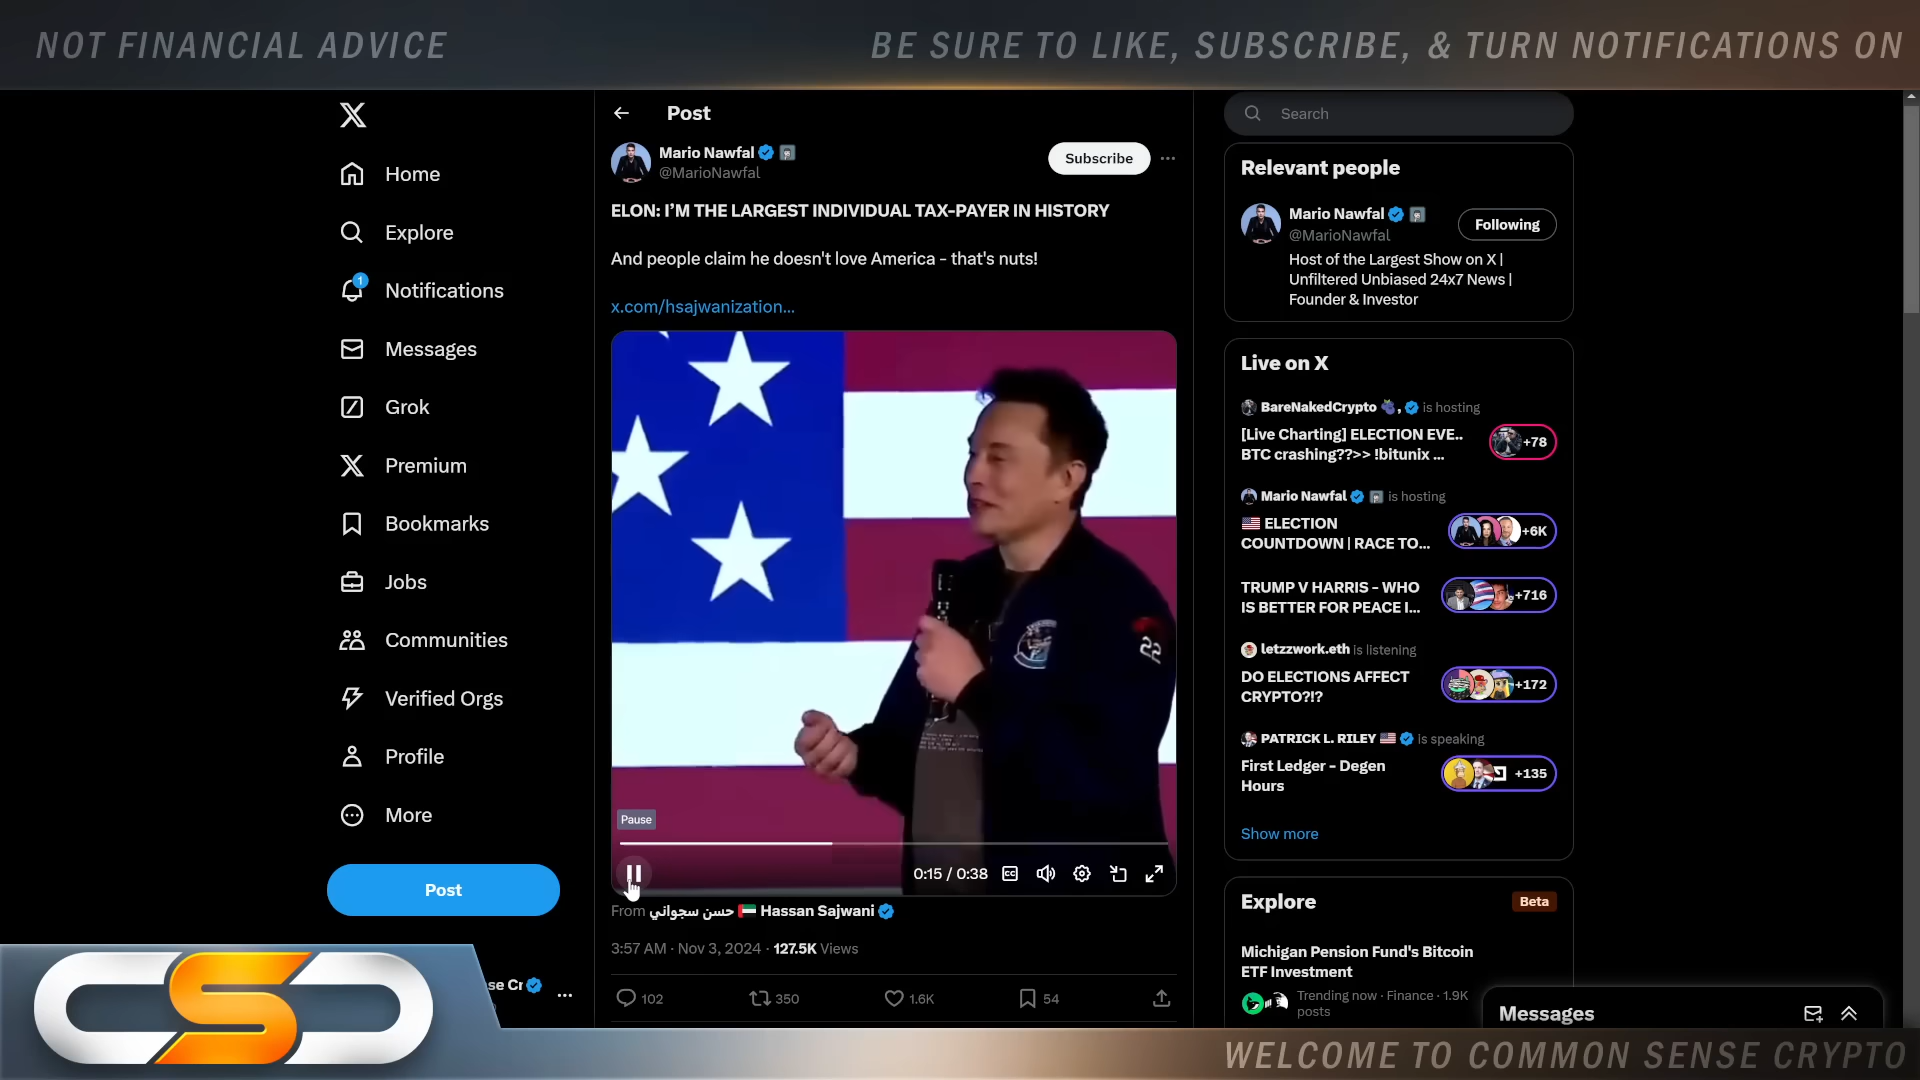 NOT FINANCIAL ADVICE
BE SURE TO LIKE, SUBSCRIBE, & TURN NOTIFICATIONS ON
Home
Explore
1
Notifications
Messages
Grok
Premium
Bookmarks
Jobs
Communities
Verified Orgs
Profile
More
Post
se Cr
Post
Mario Nawfal
@MarioNawfal
Subscribe
ELON: I'M THE LARGEST INDIVIDUAL TAX-PAYER IN HISTORY
And people claim he doesn't love America - that's nuts!
x.com/hsajwanization...
22
Pause
0:15 / 0:38
CC
From حسن سجواني 🇦🇪 Hassan Sajwani
3:57 AM · Nov 3, 2024 · 127.5K Views
102
350
1.6K
54
Search
Relevant people
Mario Nawfal
@MarioNawfal
Following
Host of the Largest Show on X |
Unfiltered Unbiased 24x7 News |
Founder & Investor
Live on X
BareNakedCrypto 🫐, is hosting
[Live Charting] ELECTION EVE..
BTC crashing??>> !bitunix ...
+78
Mario Nawfal is hosting
🇺🇸 ELECTION
COUNTDOWN | RACE TO...
+6K
TRUMP V HARRIS - WHO
IS BETTER FOR PEACE I...
+716
letzzwork.eth is listening
DO ELECTIONS AFFECT
CRYPTO?!?
+172
PATRICK L. RILEY 🇺🇸 is speaking
First Ledger - Degen
Hours
+135
Show more
Explore
Beta
Michigan Pension Fund's Bitcoin
ETF Investment
Trending now · Finance · 1.9K
posts
Messages
CSC
WELCOME TO COMMON SENSE CRYPTO